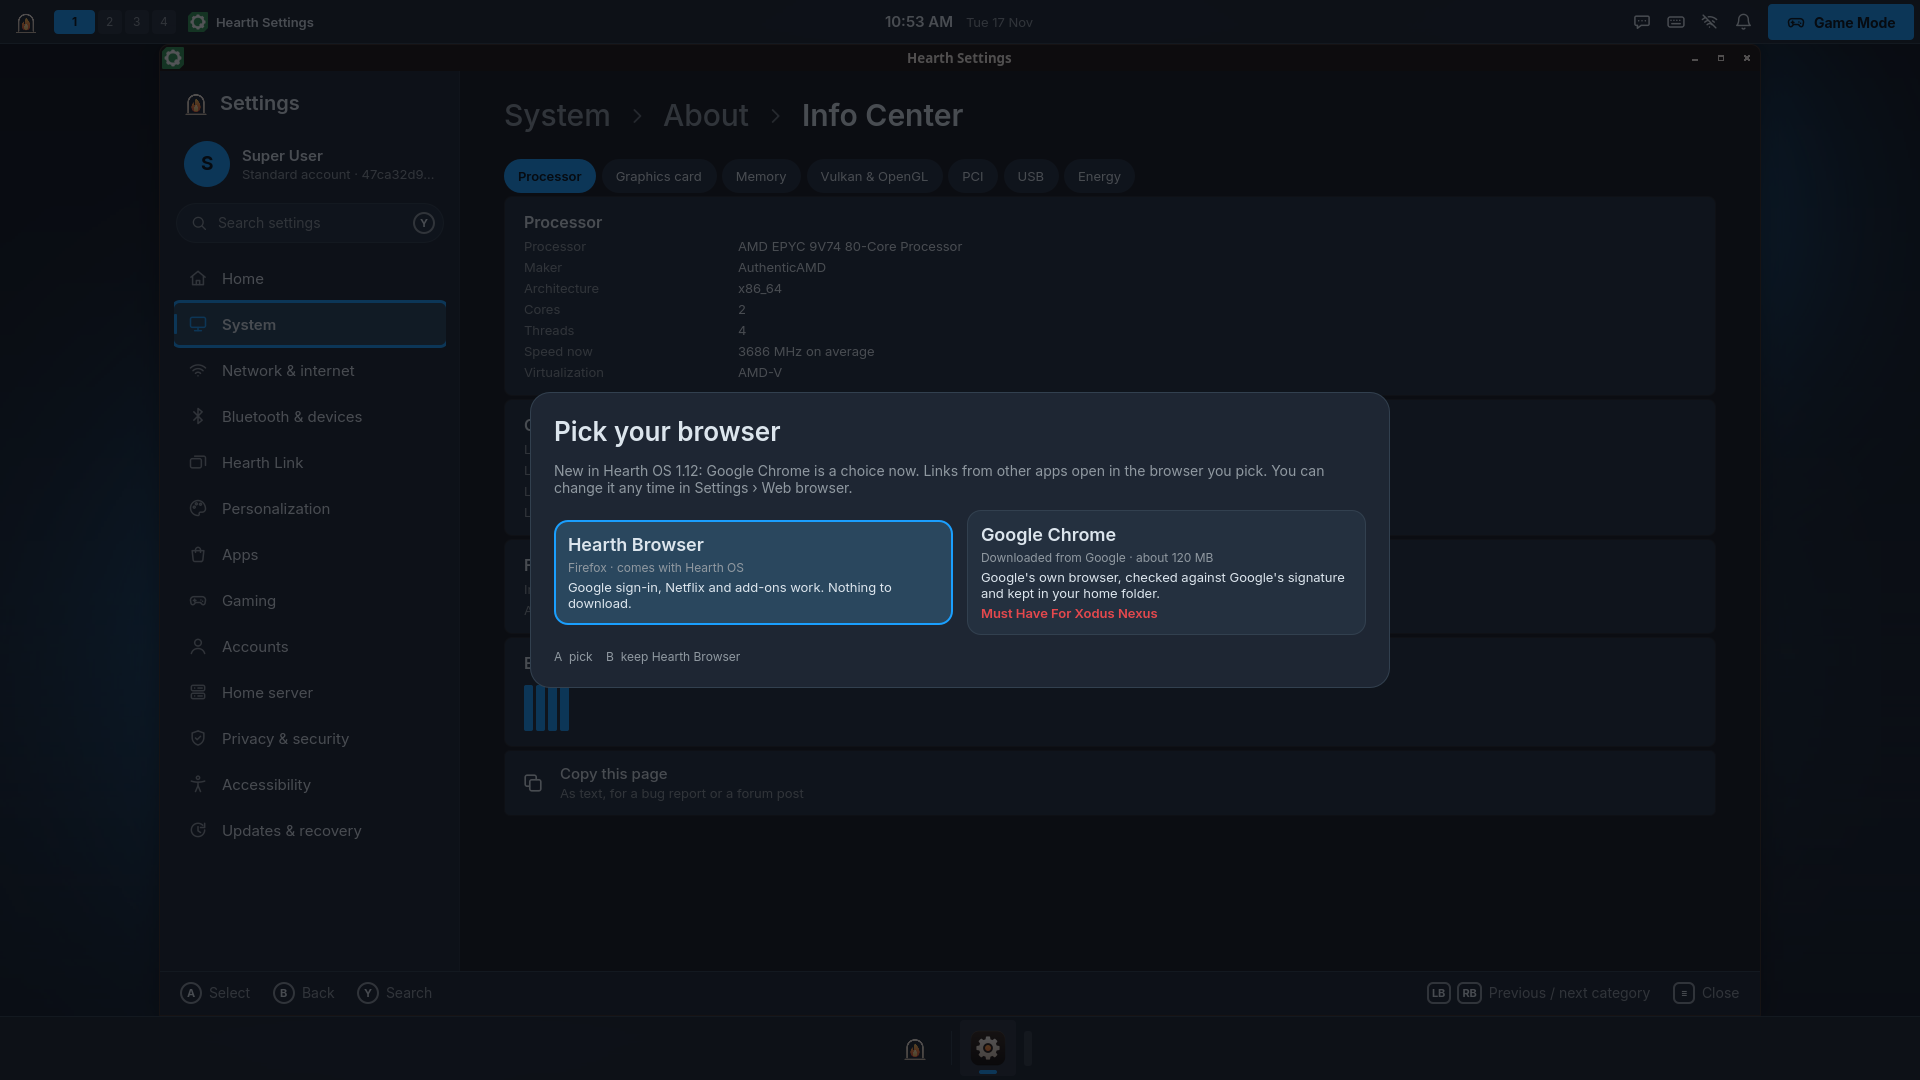 1 2 3 4 Hearth Settings
10:53 AM Tue 17 Nov
Game Mode
Hearth Settings
Settings
S
Super User
Standard account · 47ca32d9...
Search settings Y
Home
System
Network & internet
Bluetooth & devices
Hearth Link
Personalization
Apps
Gaming
Accounts
Home server
Privacy & security
Accessibility
Updates & recovery
System > About > Info Center
Processor Graphics card Memory Vulkan & OpenGL PCI USB Energy
Processor
Processor AMD EPYC 9V74 80-Core Processor
Maker AuthenticAMD
Architecture x86_64
Cores 2
Threads 4
Speed now 3686 MHz on average
Virtualization AMD-V
Pick your browser
New in Hearth OS 1.12: Google Chrome is a choice now. Links from other apps open in the browser you pick. You can
change it any time in Settings › Web browser.
Hearth Browser
Firefox · comes with Hearth OS
Google sign-in, Netflix and add-ons work. Nothing to
download.
Google Chrome
Downloaded from Google · about 120 MB
Google's own browser, checked against Google's signature
and kept in your home folder.
Must Have For Xodus Nexus
A pick B keep Hearth Browser
Copy this page
As text, for a bug report or a forum post
A Select B Back Y Search
LB RB Previous / next category ≡ Close